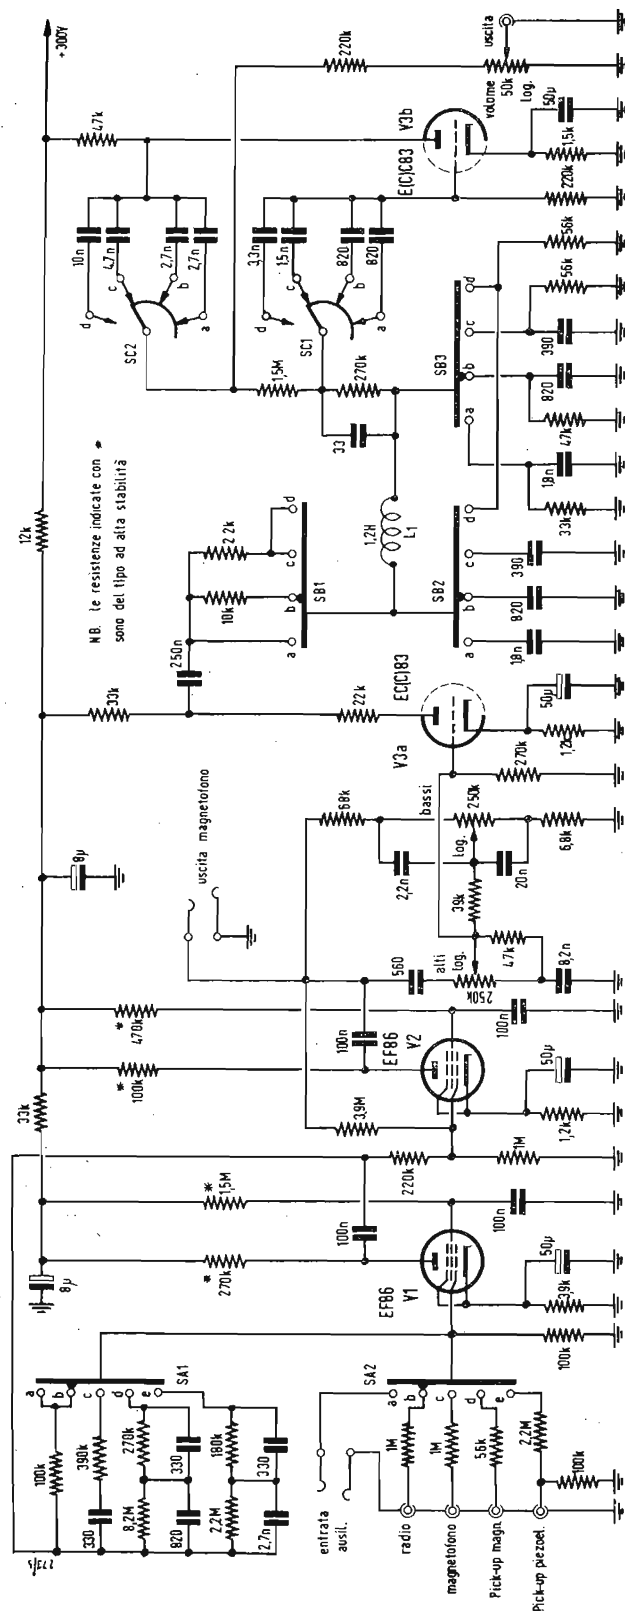 273/s
100k
390k
330
270k
8,2M
330
820
180k
2,2M
330
2,7n
a
b
c
d
e
SA1
entrata
ausil.
radio
magnetofono
Pick-up magn.
Pick-up piezoel.
1M
1M
56k
2,2M
100k
a
b
c
d
e
SA2
8µ
33k
*
270k
*
1,5M
100n
EF86
V1
100k
3,9k
50µ
100n
220k
1M
3,9M
*
100k
*
470k
100n
EF86
V2
1,2k
50µ
100n
8µ
uscita magnetofono
560
alti
log.
250k
47k
8,2n
39k
68k
2,2n
bassi
log.
250k
20n
6,8k
12k
33k
250n
22k
V3a
EC(C)83
270k
1,2k
50µ
N.B. le resistenze indicate con *
sono del tipo ad alta stabilità
10k
2,2k
a
b
c
d
SB1
1,2H
L1
SB2
a
b
c
d
1,8n
820
390
33
270k
1,5M
SB3
a
b
c
d
33k
1,8n
47k
820
390
56k
56k
SC2
a
b
c
d
10n
4,7n
2,7n
2,7n
SC1
a
b
c
d
3,3n
1,5n
820
820
47k
+300V
V3b
E(C)C83
220k
1,5k
50µ
220k
volume
50k
log.
uscita